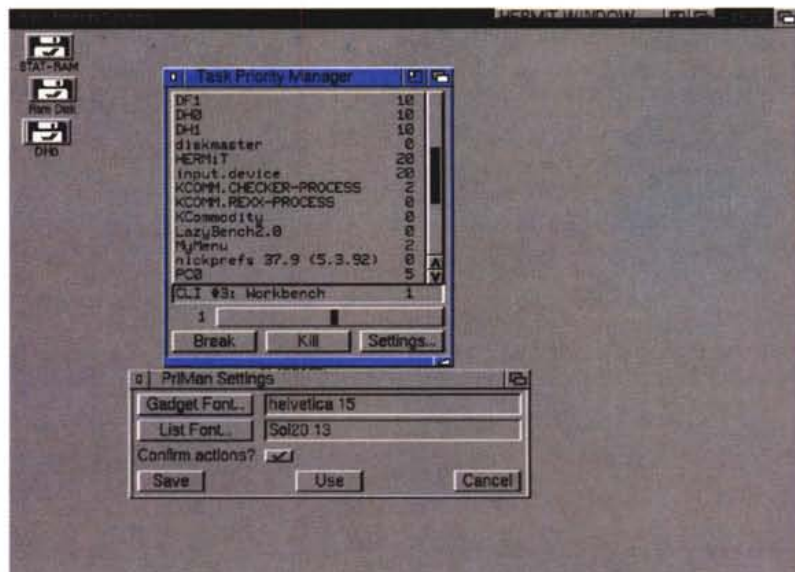 HERMIT WINDOW
STAT-RAM
Ram Disk
DH0
Task Priority Manager
DF1 10
DH0 10
DH1 10
diskmaster 0
HERMiT 20
input.device 20
KCOMM.CHECKER-PROCESS 2
KCOMM.REXX-PROCESS 0
KCommodity 0
LazyBench2.0 0
MyMenu 2
nickprefs 37.9 (5.3.92) 0
PC0 5
CLI #3: Workbench 1
1
Break Kill Settings...
PriMan Settings
Gadget Font... helvetica 15
List Font... Sol20 13
Confirm actions?
Save Use Cancel